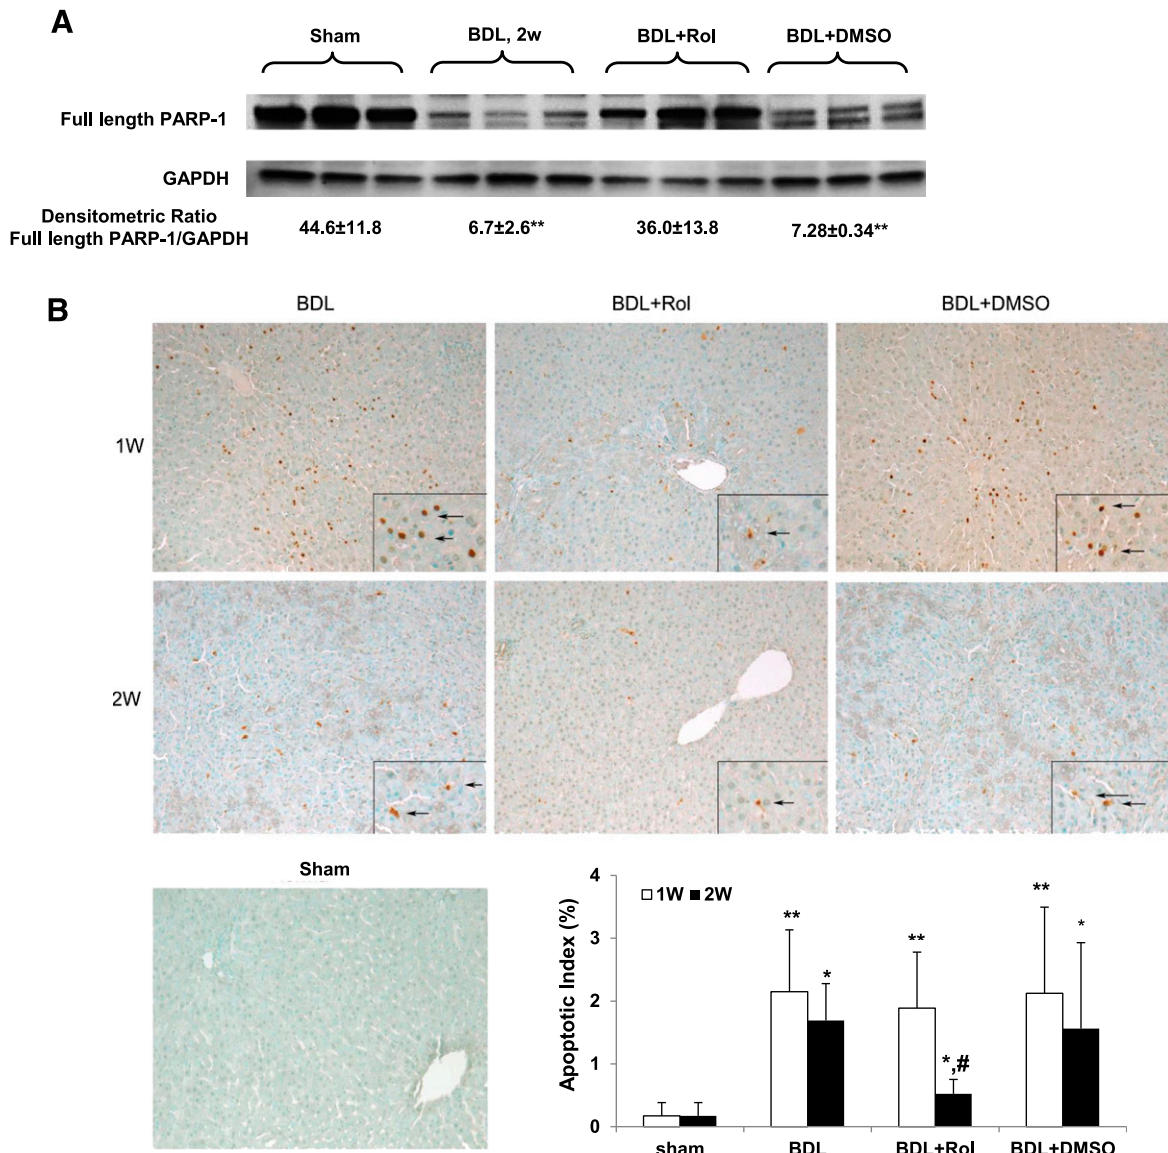 A
Sham
BDL, 2w
BDL+Rol
BDL+DMSO
Full length PARP-1
GAPDH
Densitometric Ratio
Full length PARP-1/GAPDH
44.6±11.8
6.7±2.6**
36.0±13.8
7.28±0.34**
B
BDL
BDL+Rol
BDL+DMSO
1W
2W
Sham
Apoptotic Index (%)
4
3
2
1
0
1W
2W
**
*
**
*,#
**
*
sham
BDL
BDL+Rol
BDL+DMSO